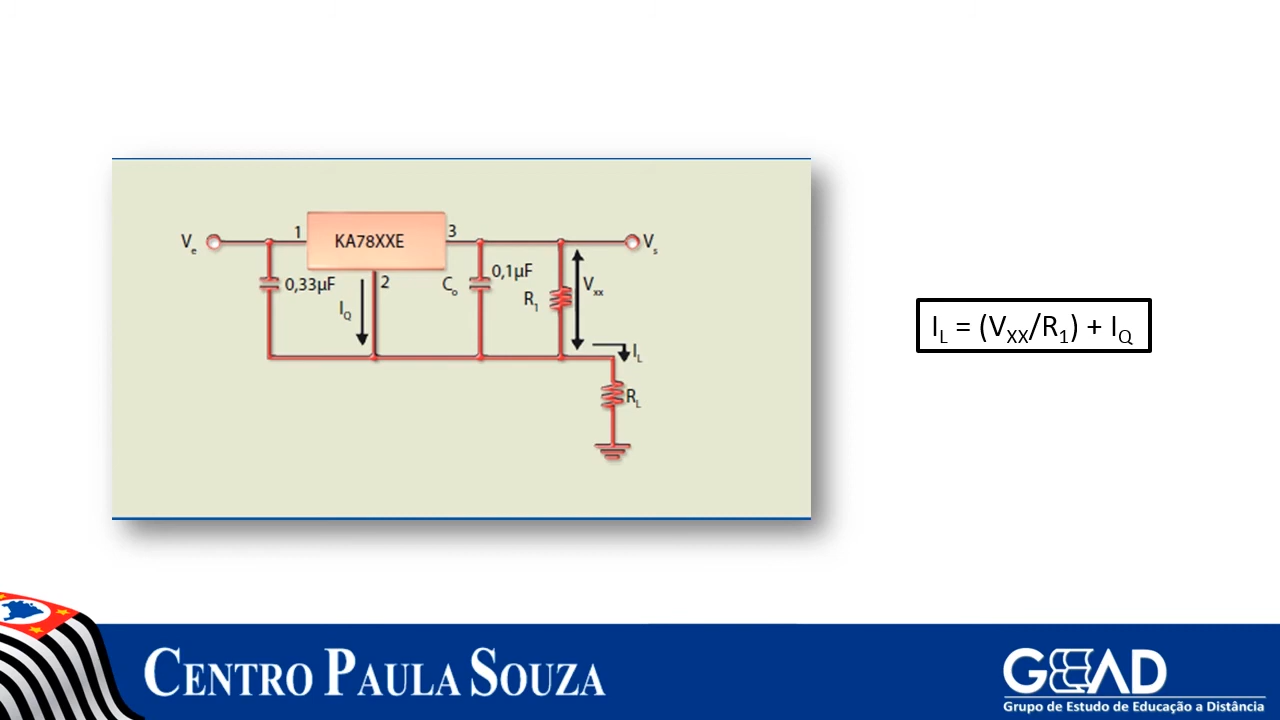 Ve
1
KA78XXE
3
Vs
0,33µF
IQ
2
Co
0,1µF
R1
Vxx
IL
RL
IL = (VXX/R1) + IQ
CENTRO PAULA SOUZA
GEEAD
Grupo de Estudo de Educação a Distância